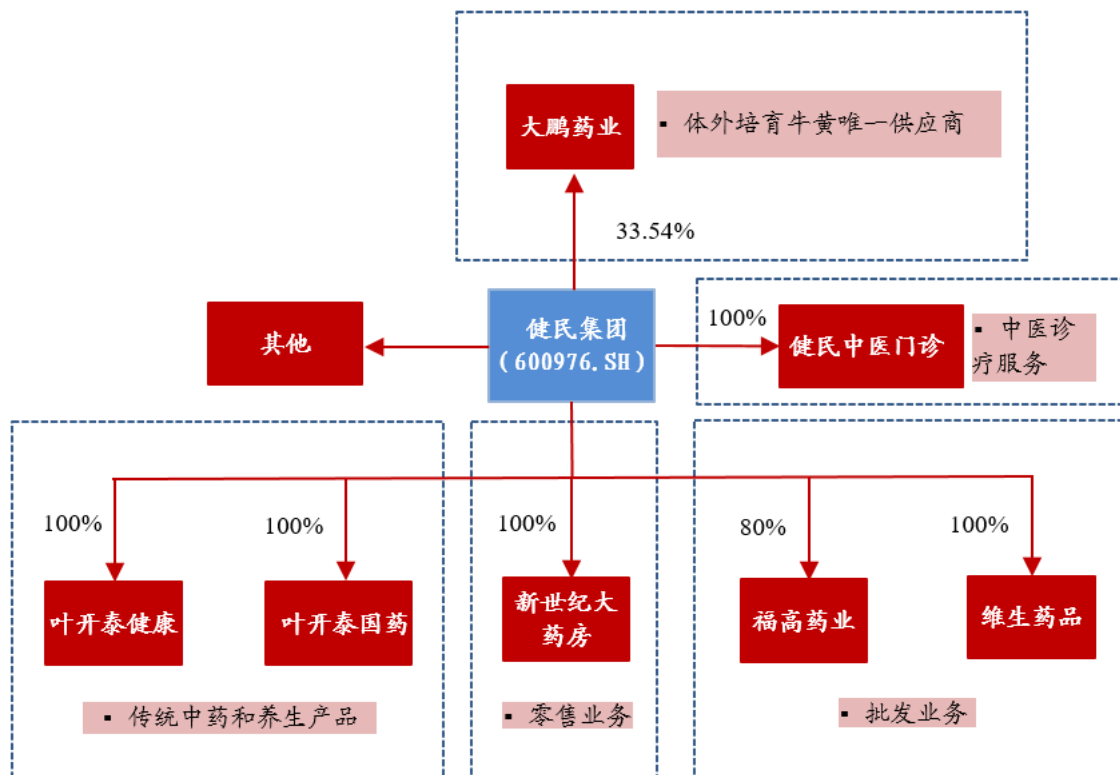 大鹏药业
▪ 体外培育牛黄唯一供应商
33.54%
其他
健民集团
(600976.SH)
100%
健民中医门诊
▪ 中医诊
疗服务
100%
100%
100%
80%
100%
叶开泰健康
叶开泰国药
新世纪大
药房
福高药业
维生药品
▪ 传统中药和养生产品
▪ 零售业务
▪ 批发业务